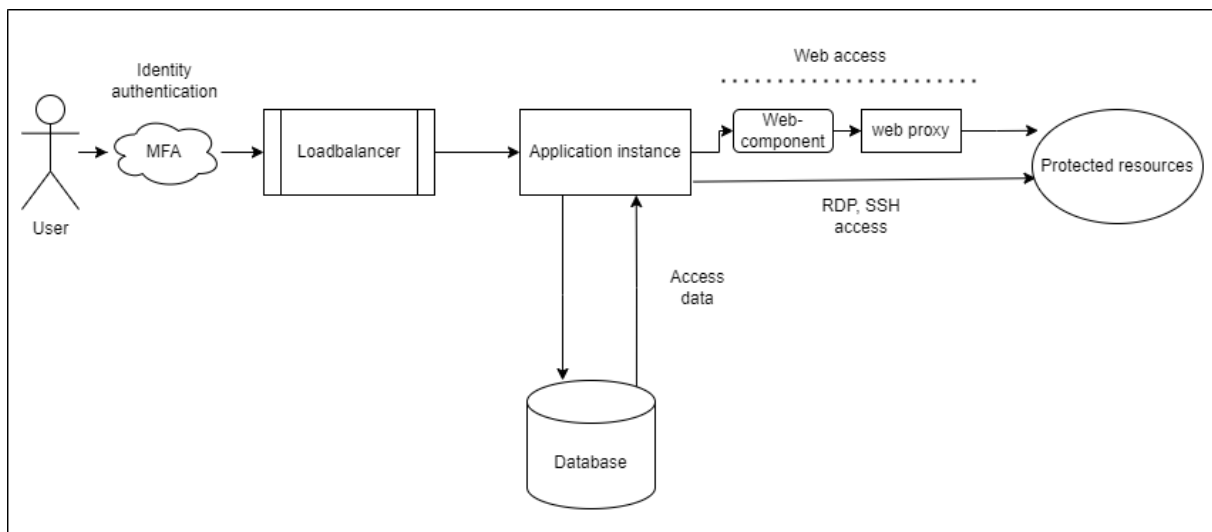 Web access
Identity
authentication
MFA
Loadbalancer
Application instance
Web-
component
web proxy
Protected resources
User
RDP, SSH
access
Access
data
Database